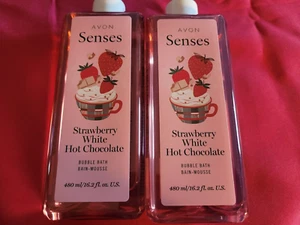 AVON
Senses
Strawberry
White
Hot Chocolate
BUBBLE BATH
BAIN-MOUSSE
480 ml/16.2 fl. oz. U.S.
AVON
Senses
Strawberry
White
Hot Chocolate
BUBBLE BATH
BAIN-MOUSSE
480 ml/16.2 fl. oz. U.S.